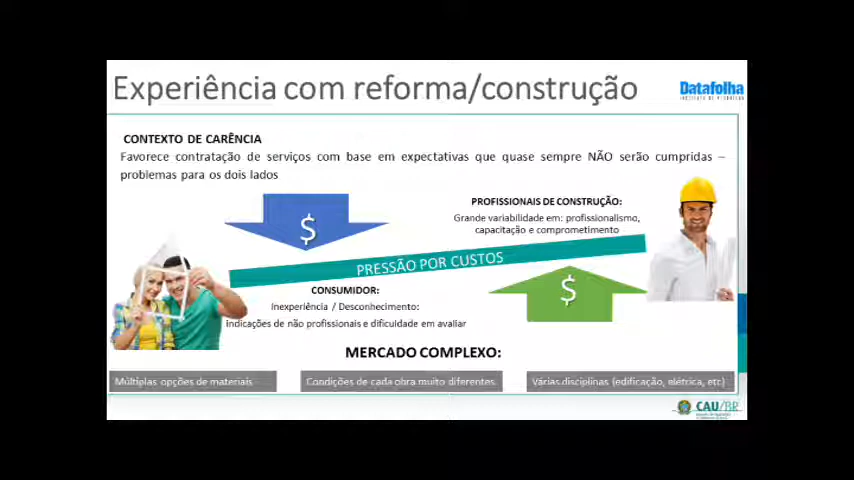 Experiência com reforma/construção
Datafolha
INSTITUTO DE PESQUISAS
CONTEXTO DE CARÊNCIA
Favorece contratação de serviços com base em expectativas que quase sempre NÃO serão cumpridas –
problemas para os dois lados
PROFISSIONAIS DE CONSTRUÇÃO:
Grande variabilidade em: profissionalismo,
capacitação e comprometimento
$
PRESSÃO POR CUSTOS
$
CONSUMIDOR:
Inexperiência / Desconhecimento:
Indicações de não profissionais e dificuldade em avaliar
MERCADO COMPLEXO:
Múltiplas opções de materiais
Condições de cada obra muito diferentes
Várias disciplinas (edificação, elétrica, etc)
CAU/BR